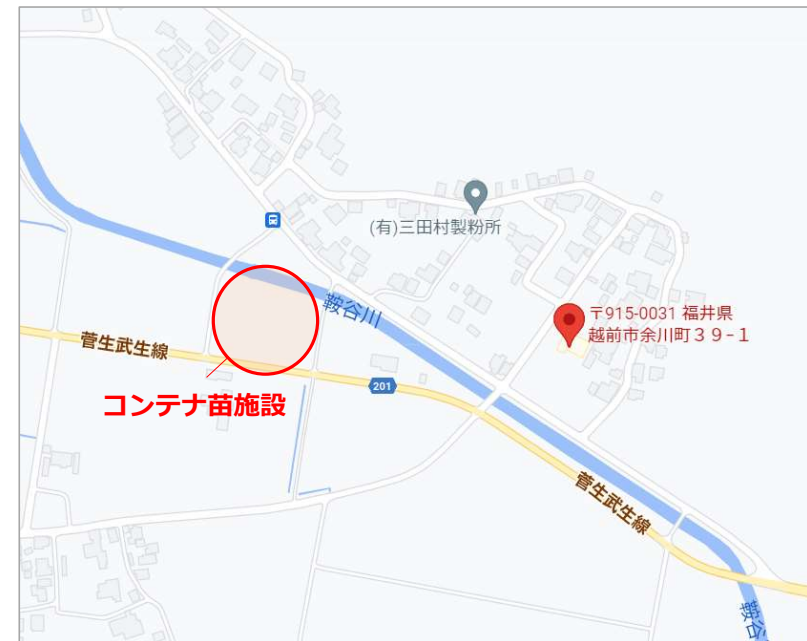 (有)三田村製粉所
鞍谷川
〒915-0031 福井県
越前市余川町39-1
菅生武生線
201
コンテナ苗施設
菅生武生線
鞍谷